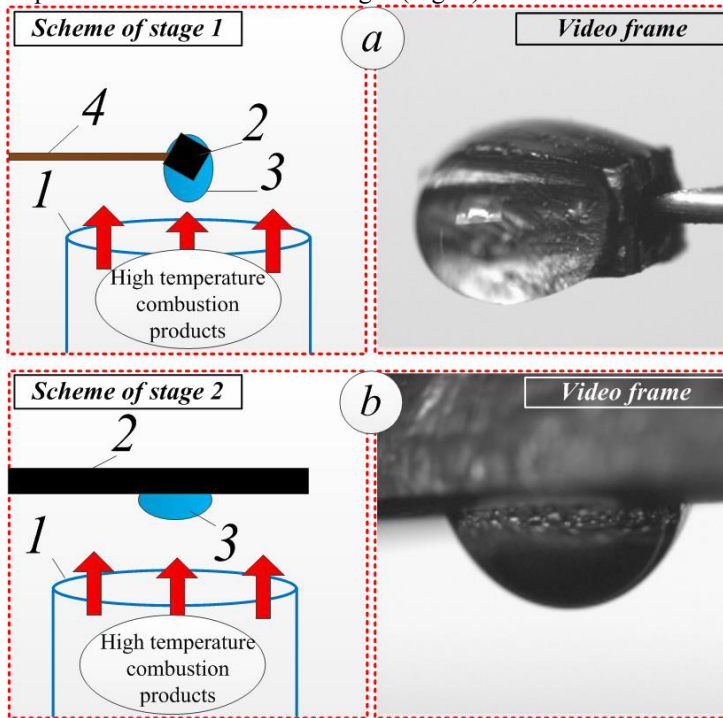 Scheme of stage 1
a
Video frame
4
2
3
1
High temperature
combustion
products
Scheme of stage 2
b
Video frame
2
1
3
High temperature
combustion
products